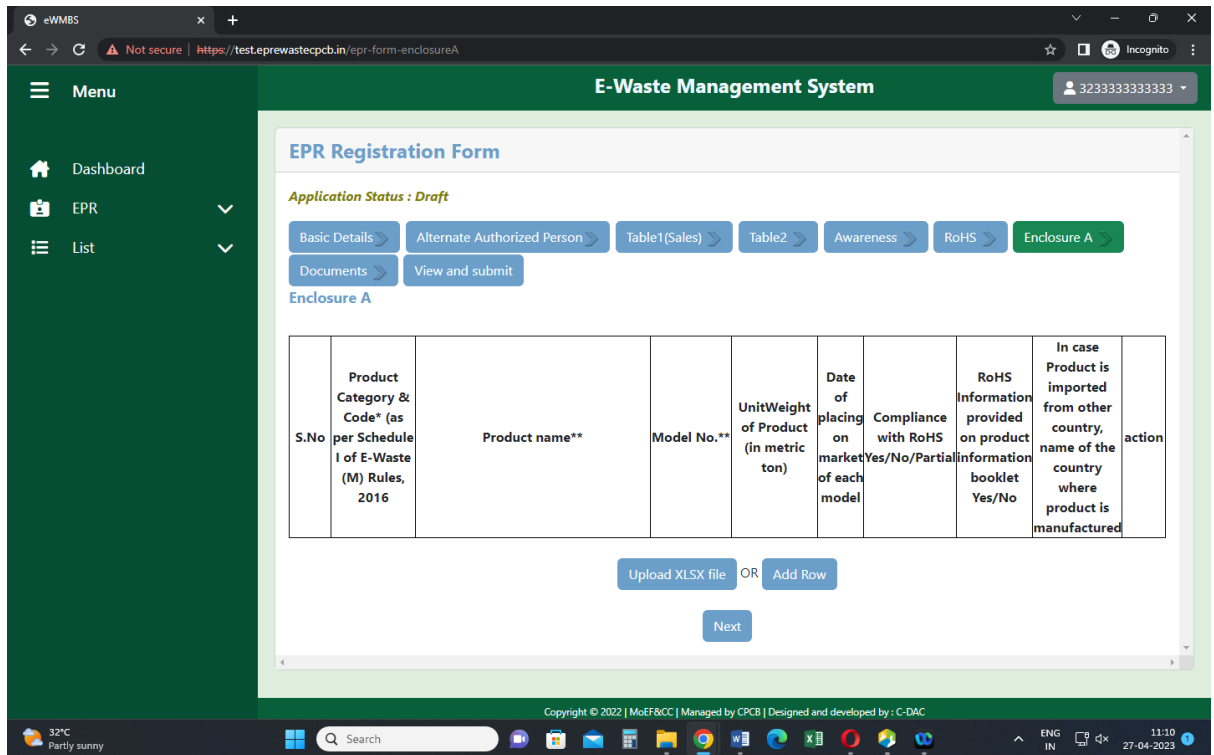 eWMBS
Not secure | https://test.eprewastecpcb.in/epr-form-enclosureA
Incognito
Menu
E-Waste Management System
3233333333333
Dashboard
EPR
List
EPR Registration Form
Application Status : Draft
Basic Details
Alternate Authorized Person
Table1(Sales)
Table2
Awareness
RoHS
Enclosure A
Documents
View and submit
Enclosure A
S.No
Product
Category &
Code* (as
per Schedule
I of E-Waste
(M) Rules,
2016
Product name**
Model No.**
UnitWeight
of Product
(in metric
ton)
Date
of
placing
on
market
of each
model
Compliance
with RoHS
Yes/No/Partial
RoHS
Information
provided
on product
information
booklet
Yes/No
In case
Product is
imported
from other
country,
name of the
country
where
product is
manufactured
action
Upload XLSX file OR Add Row
Next
Copyright © 2022 | MoEF&CC | Managed by CPCB | Designed and developed by : C-DAC
32°C
Partly sunny
Search
ENG
IN
11:10
27-04-2023
1